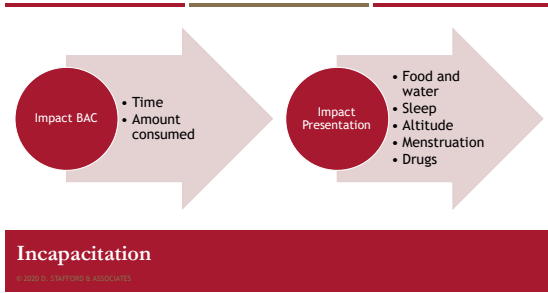 Impact BAC
• Time
• Amount
consumed
Impact
Presentation
• Food and
water
• Sleep
• Altitude
• Menstruation
• Drugs
Incapacitation
© 2020 D. STAFFORD & ASSOCIATES